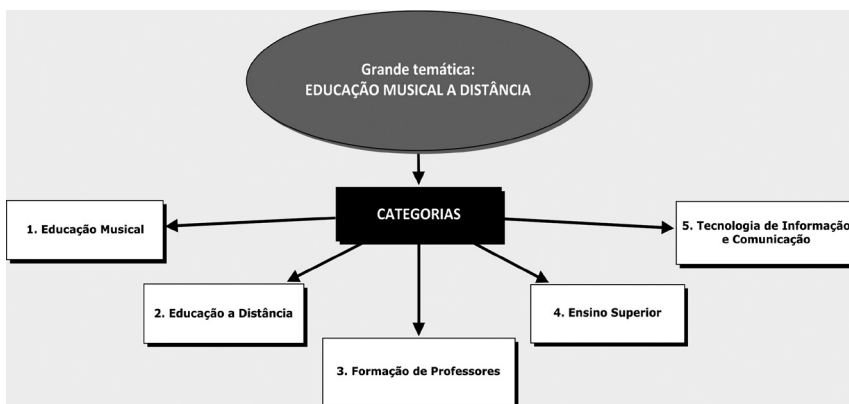 Grande temática:
EDUCAÇÃO MUSICAL A DISTÂNCIA
CATEGORIAS
1. Educação Musical
2. Educação a Distância
3. Formação de Professores
4. Ensino Superior
5. Tecnologia de Informação
e Comunicação